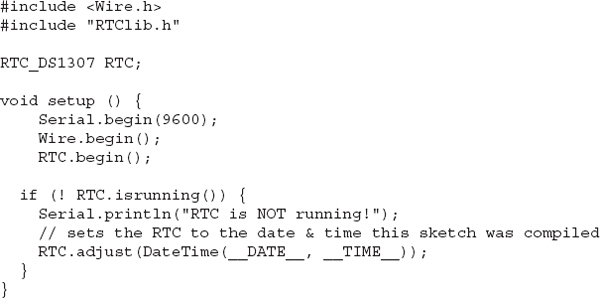 #include <Wire.h>
#include "RTClib.h"

RTC_DS1307 RTC;

void setup () {
    Serial.begin(9600);
    Wire.begin();
    RTC.begin();

  if (! RTC.isrunning()) {
    Serial.println("RTC is NOT running!");
    // sets the RTC to the date & time this sketch was compiled
    RTC.adjust(DateTime(__DATE__, __TIME__));
  }
}